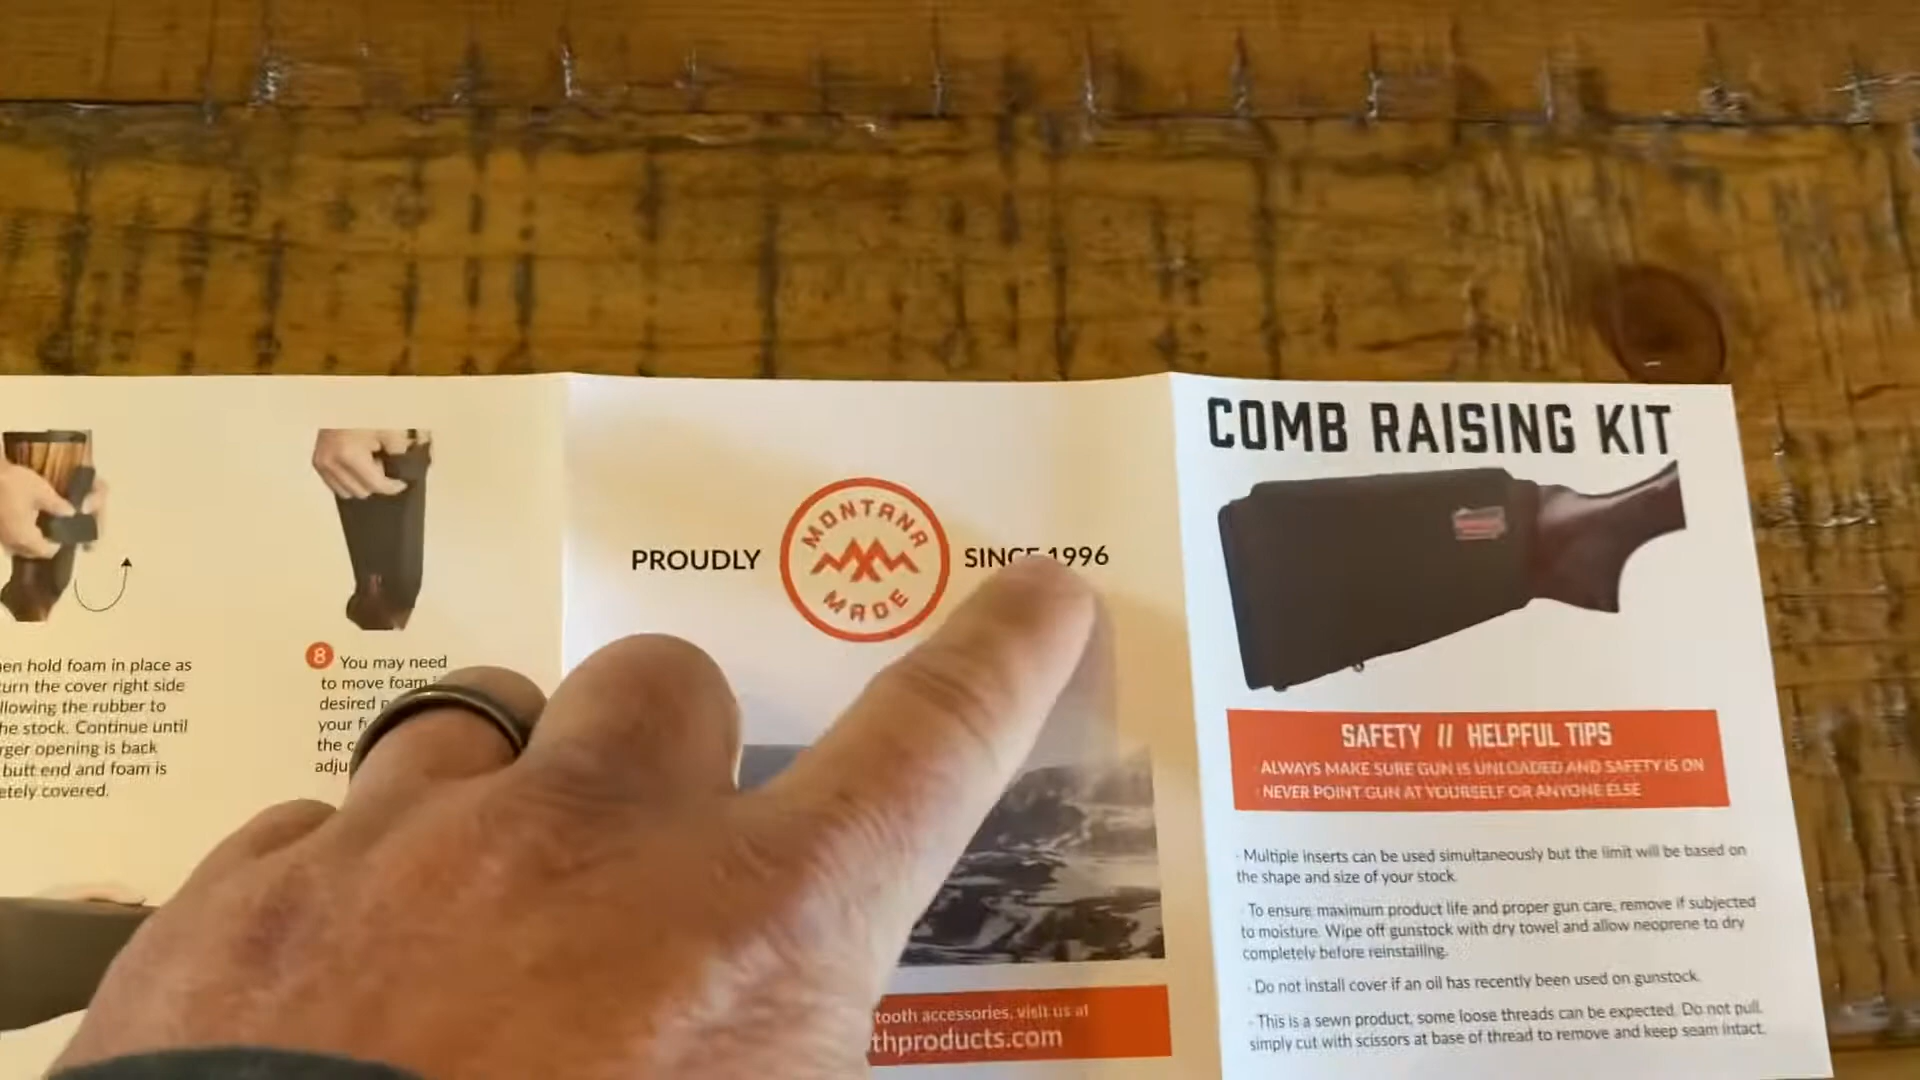 en hold foam in place as
urn the cover right side
llowing the rubber to
he stock. Continue until
rger opening is back
butt end and foam is
etely covered.
8 You may need
to move foam
desired
your
the
adju
PROUDLY
MONTANA
MADE
SINCE 1996
tooth accessories, visit us at
thproducts.com
COMB RAISING KIT
SAFETY // HELPFUL TIPS
· ALWAYS MAKE SURE GUN IS UNLOADED AND SAFETY IS ON
· NEVER POINT GUN AT YOURSELF OR ANYONE ELSE
· Multiple inserts can be used simultaneously but the limit will be based on
the shape and size of your stock.
· To ensure maximum product life and proper gun care, remove if subjected
to moisture. Wipe off gunstock with dry towel and allow neoprene to dry
completely before reinstalling.
· Do not install cover if an oil has recently been used on gunstock.
· This is a sewn product, some loose threads can be expected. Do not pull,
simply cut with scissors at base of thread to remove and keep seam intact.